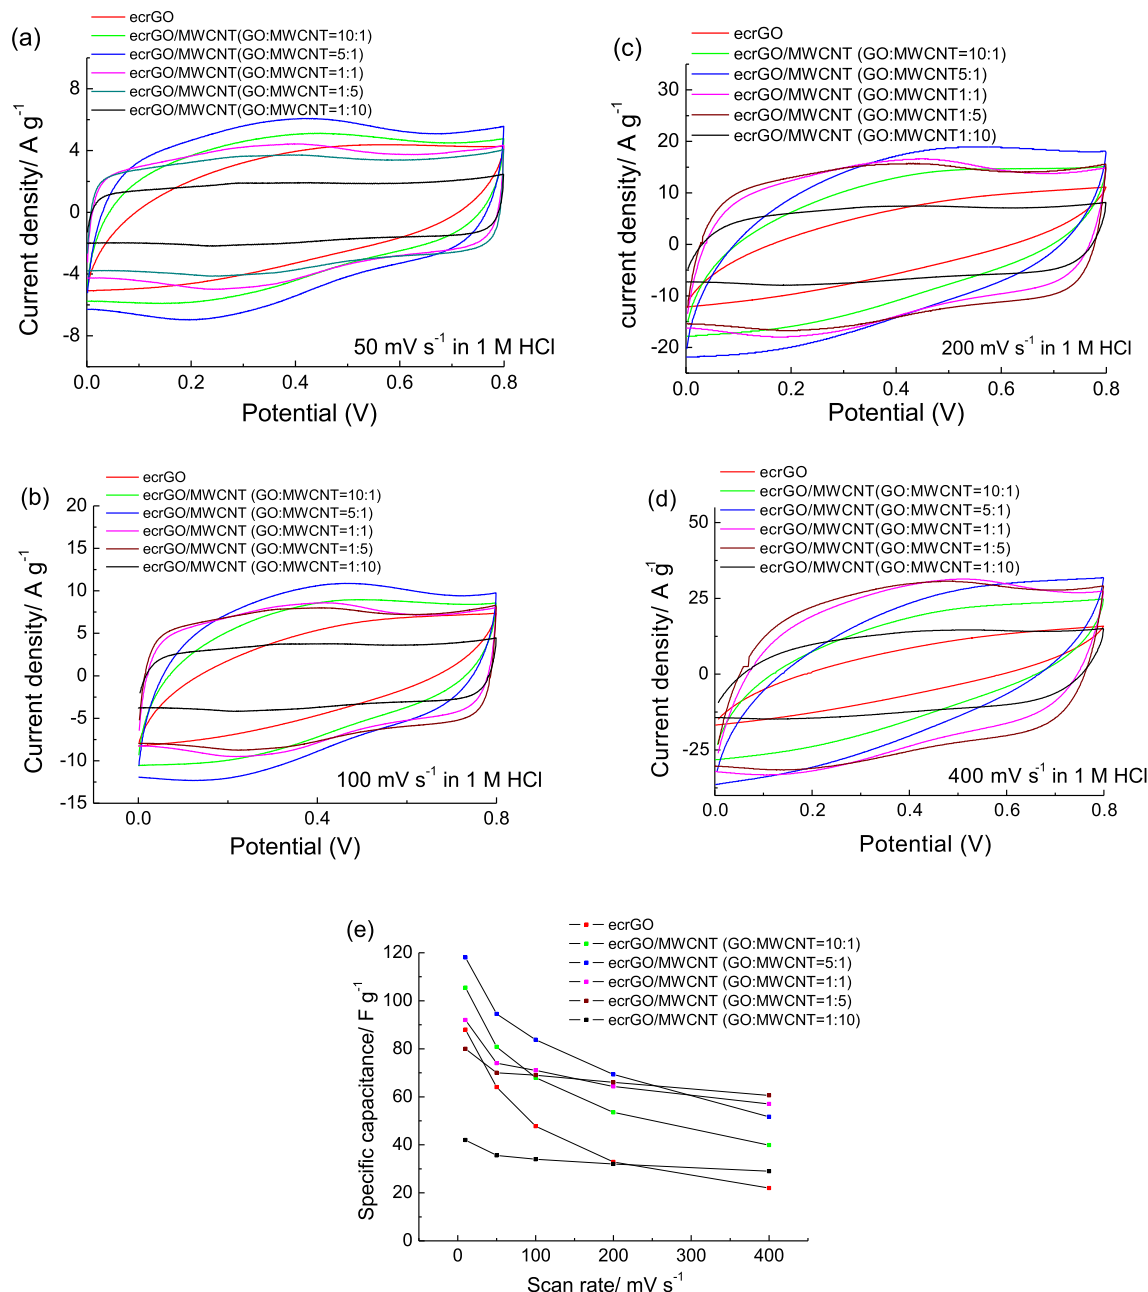 (a)
ecrGO
ecrGO/MWCNT(GO:MWCNT=10:1)
ecrGO/MWCNT(GO:MWCNT=5:1)
ecrGO/MWCNT(GO:MWCNT=1:1)
ecrGO/MWCNT(GO:MWCNT=1:5)
ecrGO/MWCNT(GO:MWCNT=1:10)
8
4
0
-4
-8
Current density/ A g⁻¹
50 mV s⁻¹ in 1 M HCl
0.0 0.2 0.4 0.6 0.8
Potential (V)
(c)
ecrGO
ecrGO/MWCNT (GO:MWCNT=10:1)
ecrGO/MWCNT (GO:MWCNT5:1)
ecrGO/MWCNT (GO:MWCNT1:1)
ecrGO/MWCNT (GO:MWCNT1:5)
ecrGO/MWCNT (GO:MWCNT1:10)
30
20
10
0
-10
-20
current density/ A g⁻¹
200 mV s⁻¹ in 1 M HCl
0.0 0.2 0.4 0.6 0.8
Potential (V)
(b)
ecrGO
ecrGO/MWCNT (GO:MWCNT=10:1)
ecrGO/MWCNT (GO:MWCNT=5:1)
ecrGO/MWCNT (GO:MWCNT=1:1)
ecrGO/MWCNT (GO:MWCNT=1:5)
ecrGO/MWCNT (GO:MWCNT=1:10)
20
15
10
5
0
-5
-10
-15
Current density/ A g⁻¹
100 mV s⁻¹ in 1 M HCl
0.0 0.4 0.8
Potential (V)
(d)
ecrGO
ecrGO/MWCNT(GO:MWCNT=10:1)
ecrGO/MWCNT(GO:MWCNT=5:1)
ecrGO/MWCNT(GO:MWCNT=1:1)
ecrGO/MWCNT(GO:MWCNT=1:5)
ecrGO/MWCNT(GO:MWCNT=1:10)
50
25
0
-25
Current density/ A g⁻¹
400 mV s⁻¹ in 1 M HCl
0.0 0.2 0.4 0.6 0.8
Potential (V)
(e)
ecrGO
ecrGO/MWCNT (GO:MWCNT=10:1)
ecrGO/MWCNT (GO:MWCNT=5:1)
ecrGO/MWCNT (GO:MWCNT=1:1)
ecrGO/MWCNT (GO:MWCNT=1:5)
ecrGO/MWCNT (GO:MWCNT=1:10)
120
100
80
60
40
20
0
Specific capacitance/ F g⁻¹
0 100 200 300 400
Scan rate/ mV s⁻¹